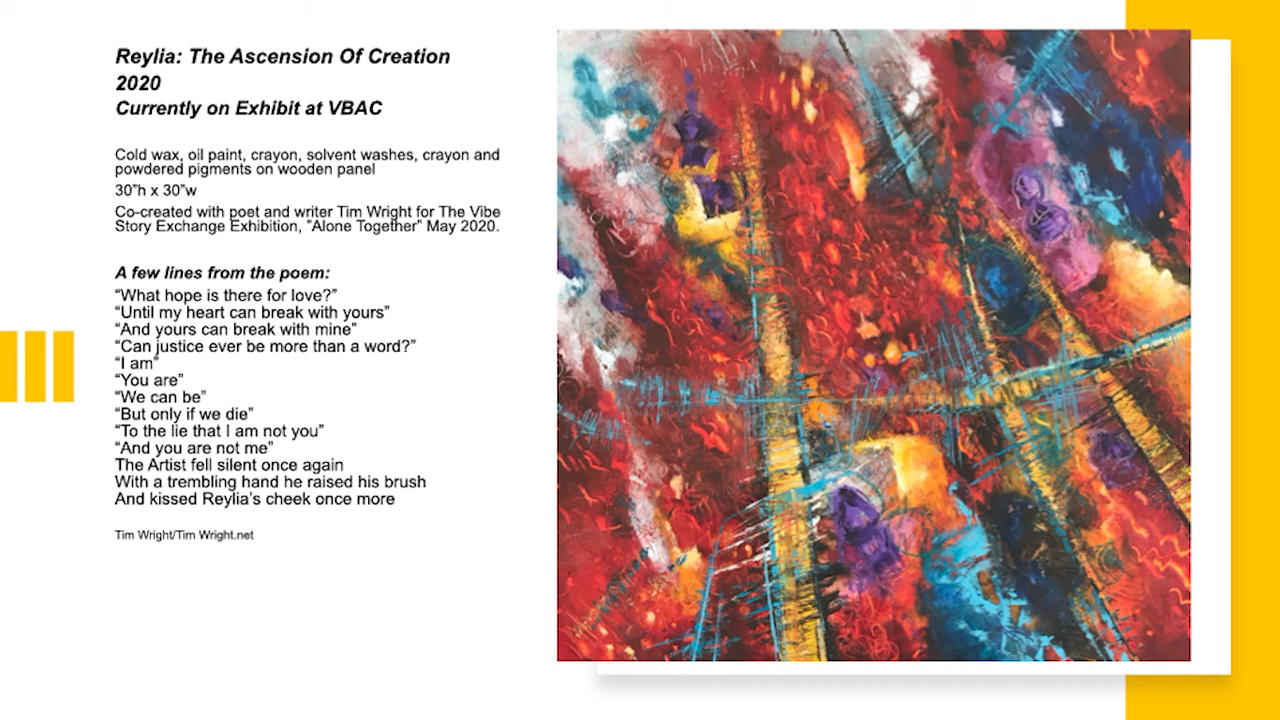 Reylia: The Ascension Of Creation
2020
Currently on Exhibit at VBAC
Cold wax, oil paint, crayon, solvent washes, crayon and
powdered pigments on wooden panel
30”h x 30”w
Co-created with poet and writer Tim Wright for The Vibe
Story Exchange Exhibition, "Alone Together" May 2020.
A few lines from the poem:
“What hope is there for love?”
“Until my heart can break with yours”
“And yours can break with mine”
“Can justice ever be more than a word?”
“I am”
“You are”
“We can be”
“But only if we die”
“To the lie that I am not you”
“And you are not me”
The Artist fell silent once again
With a trembling hand he raised his brush
And kissed Reylia’s cheek once more
Tim Wright/Tim Wright.net